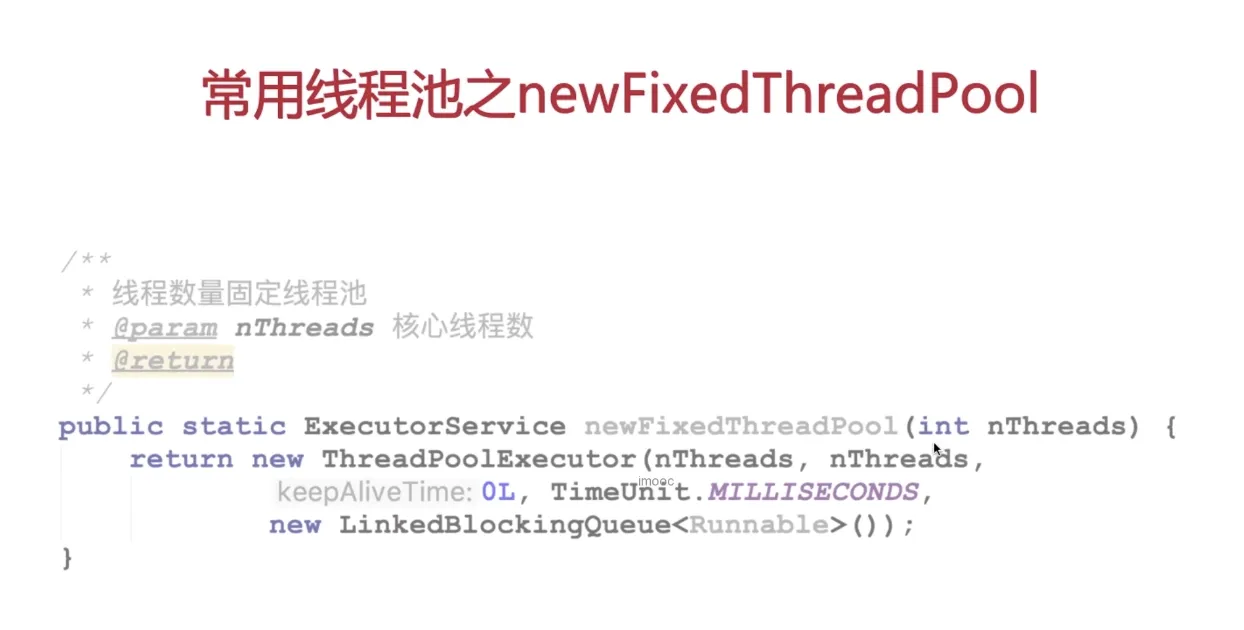 常用线程池之newFixedThreadPool
/**
* 线程数量固定线程池
* @param nThreads 核心线程数
* @return
*/
public static ExecutorService newFixedThreadPool(int nThreads) {
return new ThreadPoolExecutor(nThreads, nThreads,
imooc
keepAliveTime: 0L, TimeUnit.MILLISECONDS,
new LinkedBlockingQueue<Runnable>());
}